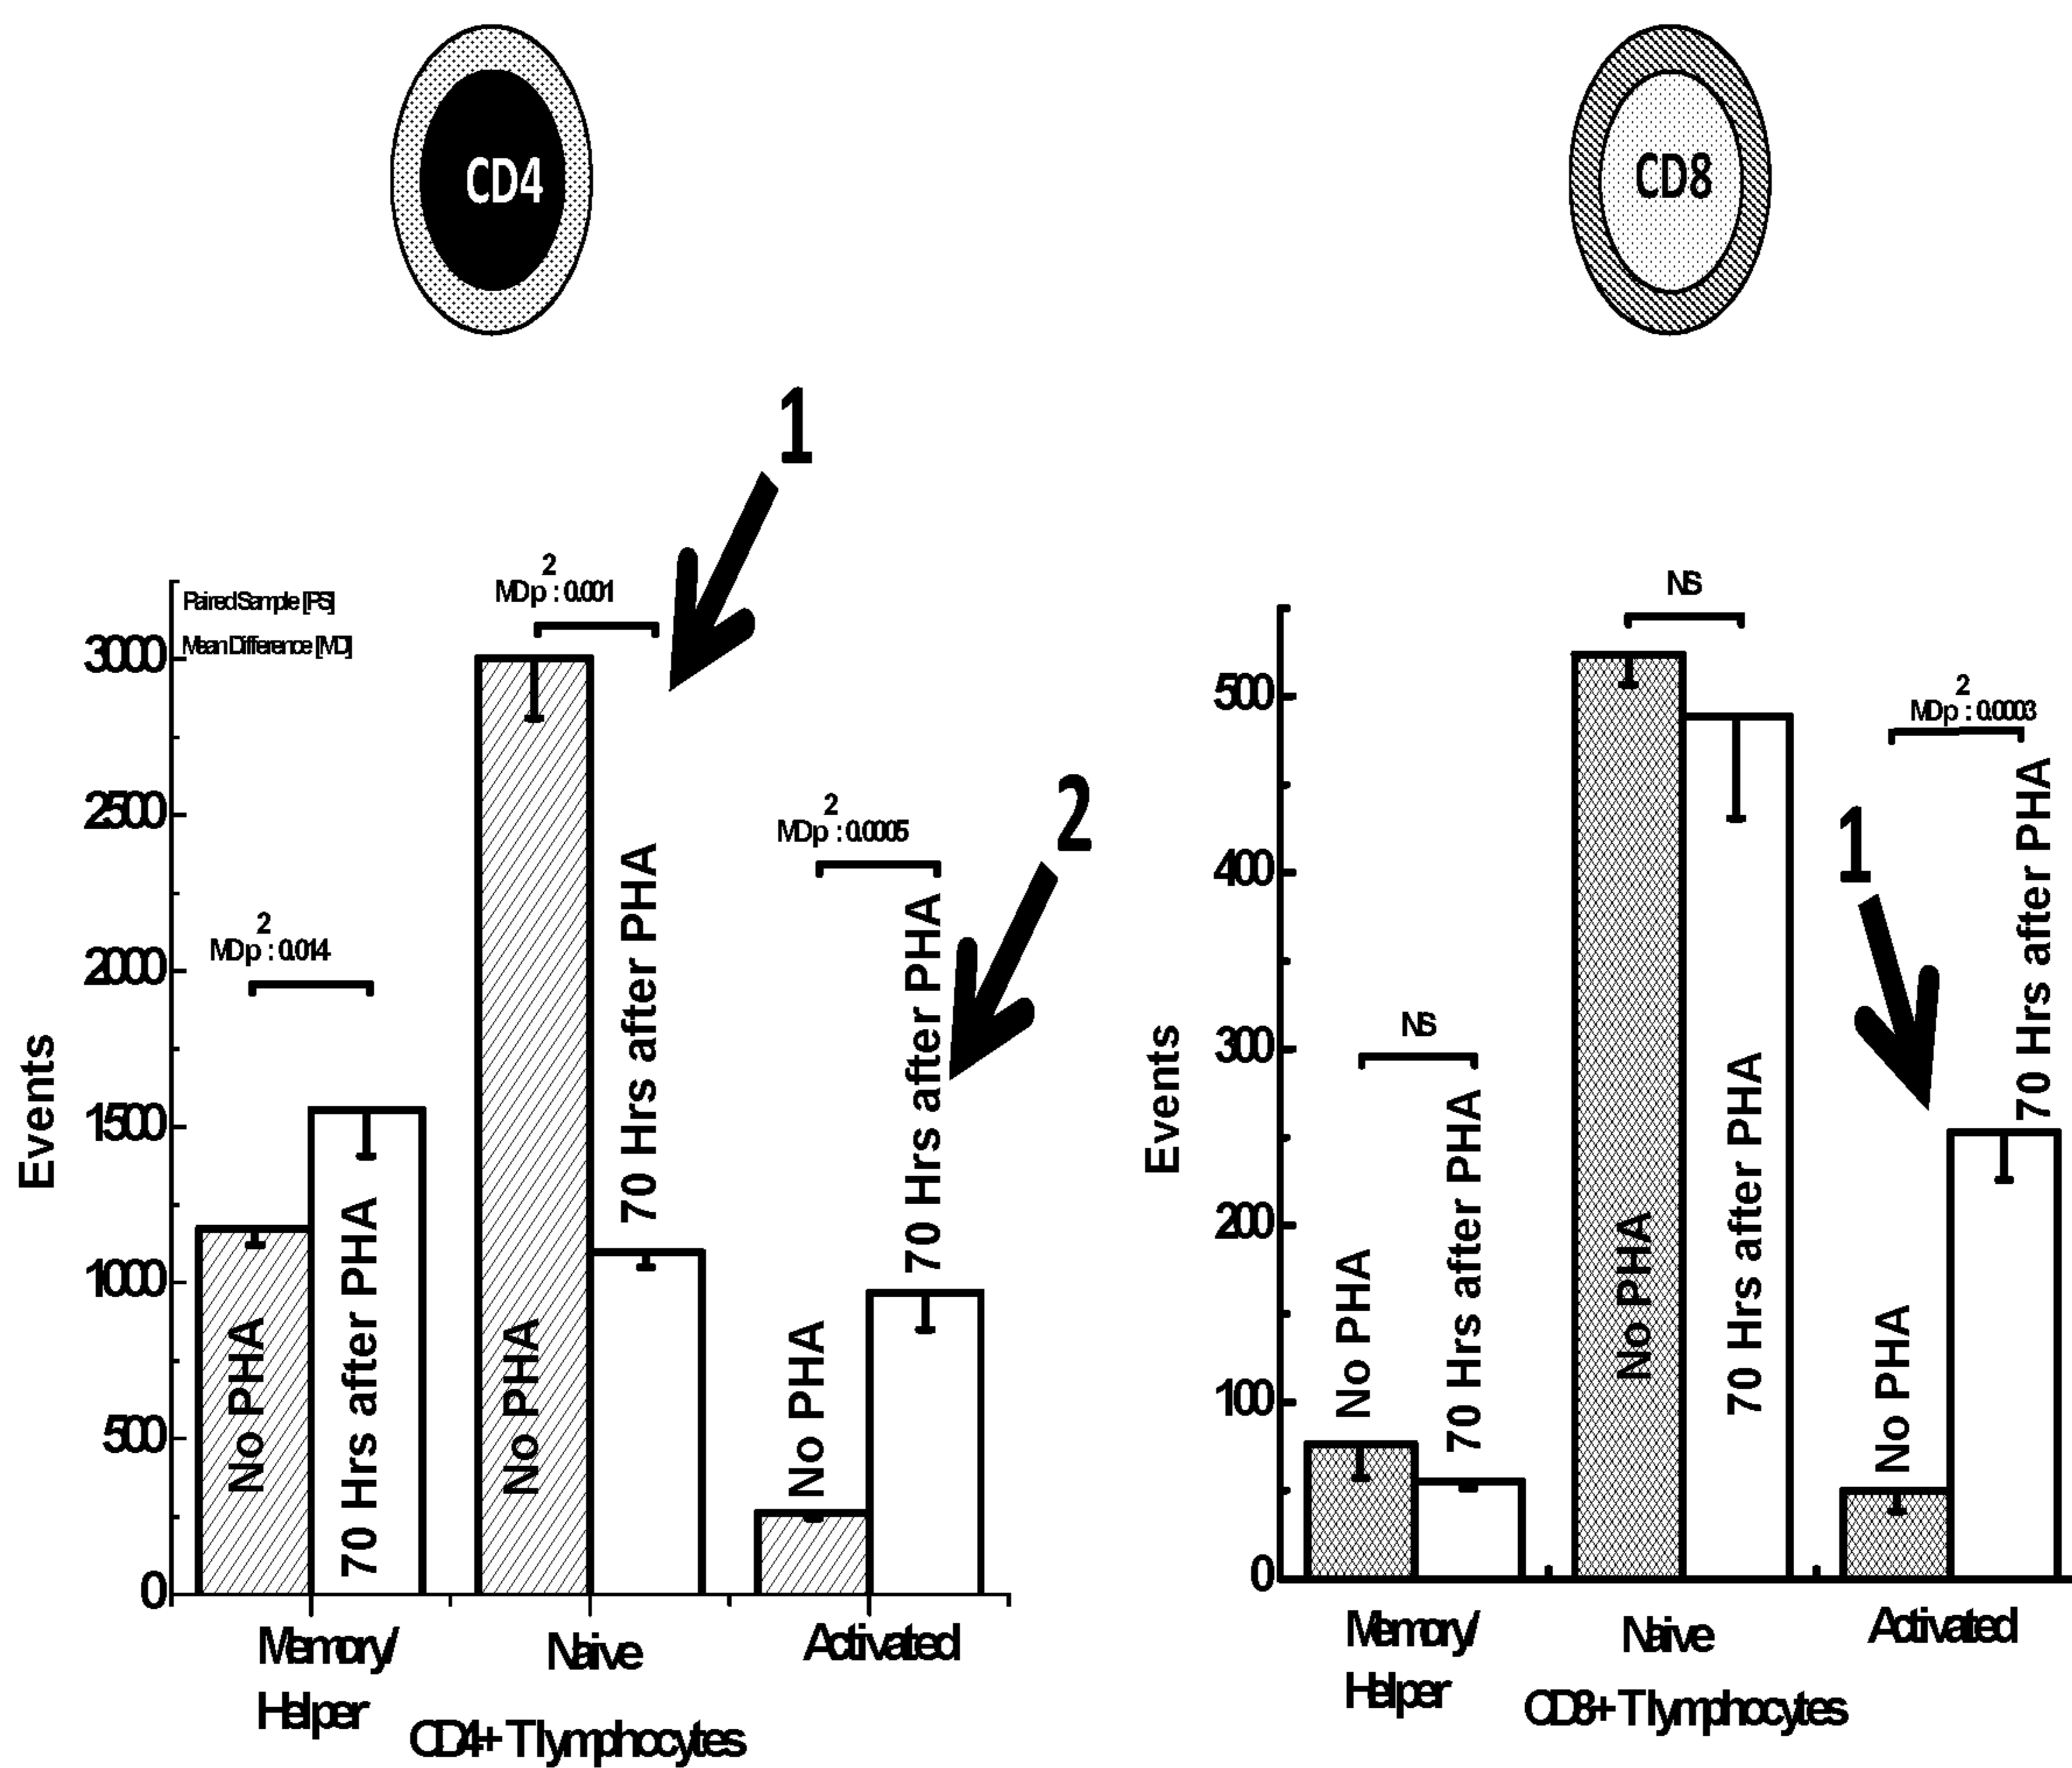 CD4
CD8
1
2
MDp : 0.001
Paired Sample [PS]
Mean Difference [MD]
2
MDp : 0.014
2
MDp : 0.0005
2
3000
2500
2000
1500
1000
500
0
Events
No PHA
70 Hrs after PHA
No PHA
70 Hrs after PHA
No PHA
70 Hrs after PHA
Memory/
Helper
Naive
Activated
CD4+ T lymphocytes
NS
NS
2
MDp : 0.0003
1
500
400
300
200
100
0
Events
No PHA
70 Hrs after PHA
No PHA
70 Hrs after PHA
No PHA
70 Hrs after PHA
Memory/
Helper
Naive
Activated
CD8+ T lymphocytes